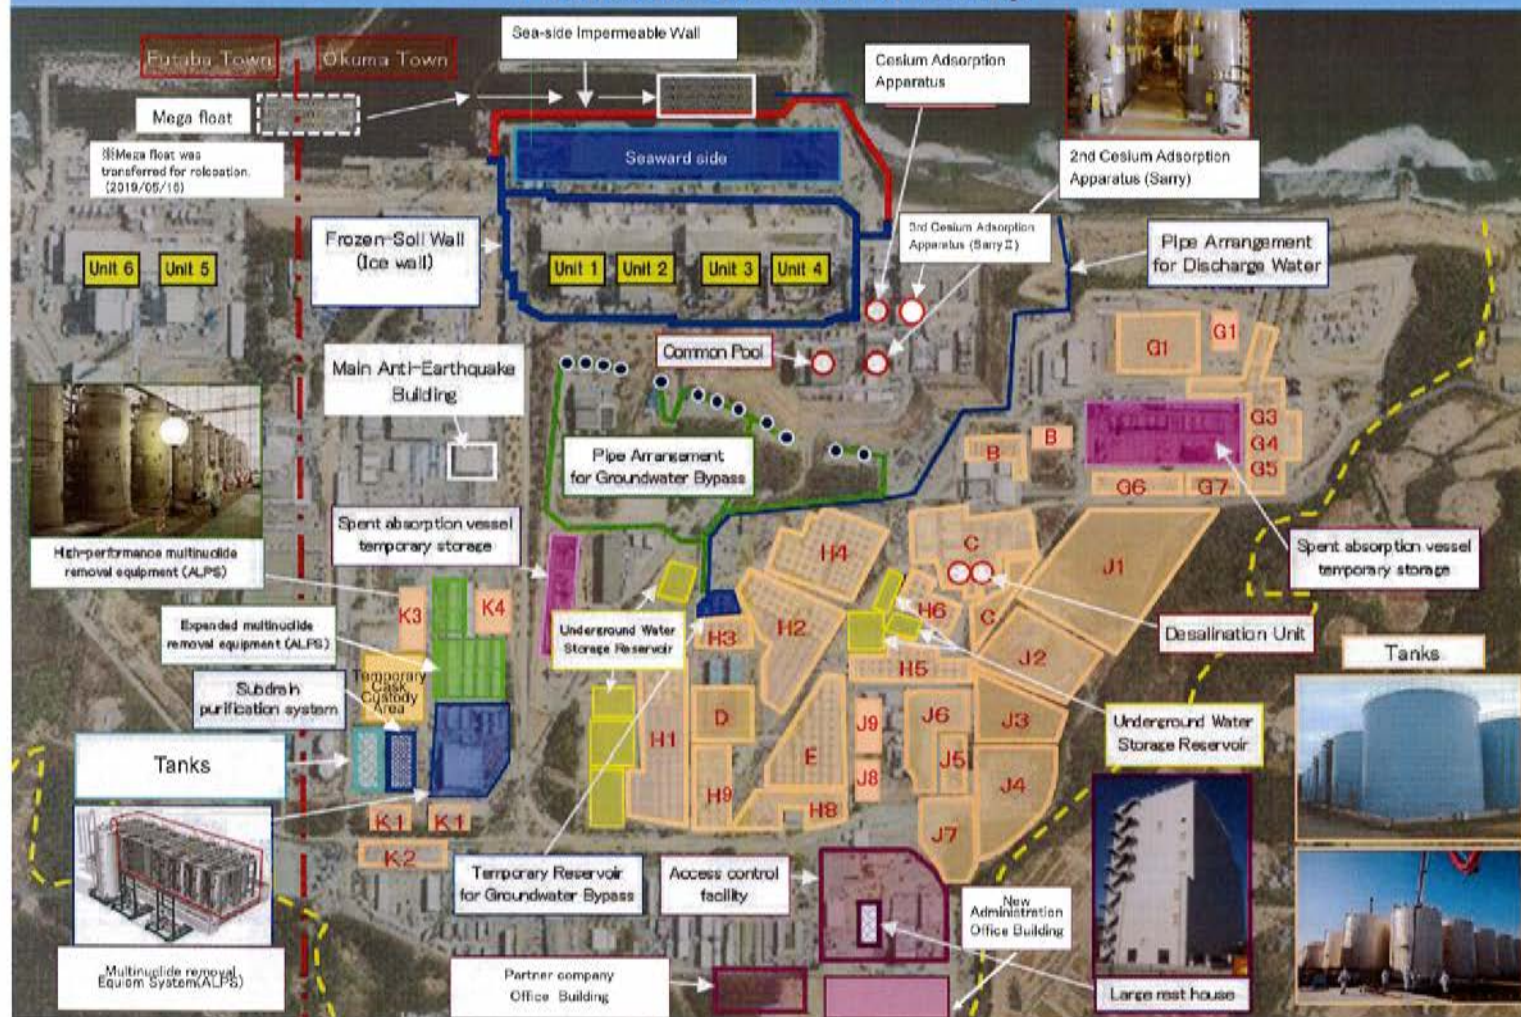 Futaba Town
Okuma Town
Sea-side Impermeable Wall
Cesium Adsorption
Apparatus
Mega float
※Mega float was
transferred for relocation.
(2019/05/16)
Seaward side
2nd Cesium Adsorption
Apparatus (Sarry)
3rd Cesium Adsorption
Apparatus (SarryⅡ)
Frozen-Soil Wall
(Ice wall)
Pipe Arrangement
for Discharge Water
Unit 6
Unit 5
Unit 1
Unit 2
Unit 3
Unit 4
Common Pool
G1
G1
Main Anti-Earthquake
Building
G3
G4
G5
B
B
G6
G7
Pipe Arrangement
for Groundwater Bypass
Spent absorption vessel
temporary storage
Spent absorption vessel
temporary storage
High-performance multinuclide
removal equipment (ALPS)
H4
C
J1
K3
K4
H6
C
H2
H3
Expanded multinuclide
removal equipment (ALPS)
Underground Water
Storage Reservoir
Desalination Unit
H5
J2
Tanks
Temporary
Cask
Custody
Area
Subdrain
purification system
H1
D
J9
J6
J3
Underground Water
Storage Reservoir
Tanks
E
J5
J8
J4
H9
H8
J7
K1
K1
K2
Temporary Reservoir
for Groundwater Bypass
Access control
facility
New
Administration
Office Building
Multinuclide removal
Equiom System(ALPS)
Partner company
Office Building
Large rest house